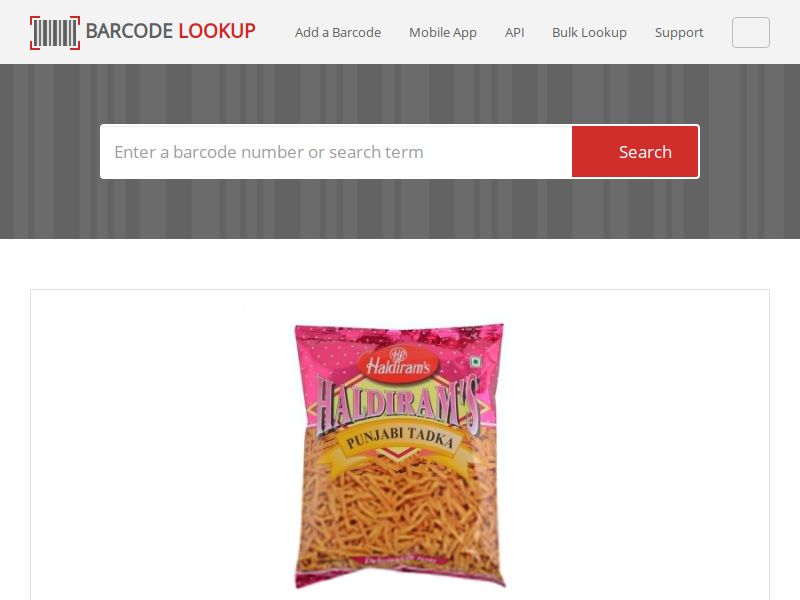 BARCODE LOOKUP
Add a Barcode
Mobile App
API
Bulk Lookup
Support
Enter a barcode number or search term
Search
Haldiram's
HALDIRAM'S
PUNJABI TADKA